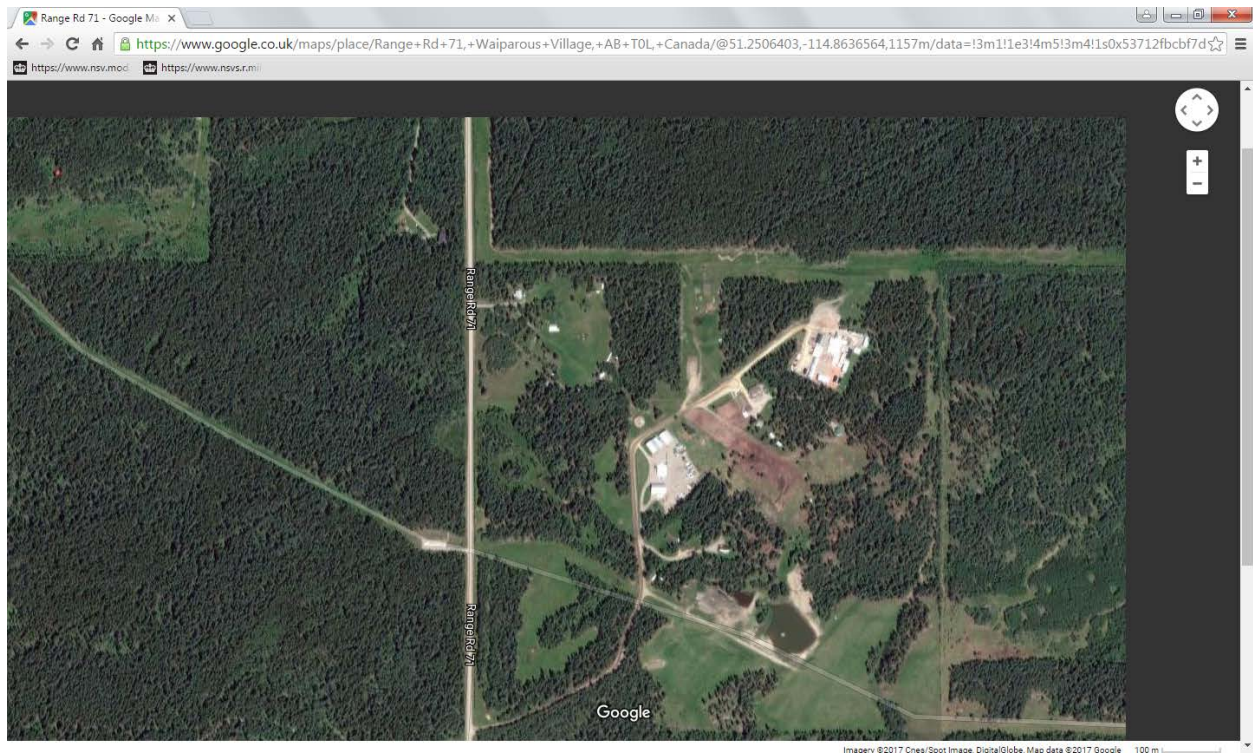 Range Rd 71 - Google Ma
https://www.google.co.uk/maps/place/Range+Rd+71,+Waiparous+Village,+AB+T0L,+Canada/@51.2506403,-114.8636564,1157m/data=!3m1!1e3!4m5!3m4!1s0x53712fbcbf7d
https://www.nsv.mod
https://www.nsvs.r.mi
Range Rd 71
Range Rd 71
Google
Imagery ©2017 Cnes/Spot Image, DigitalGlobe, Map data ©2017 Google 100 m